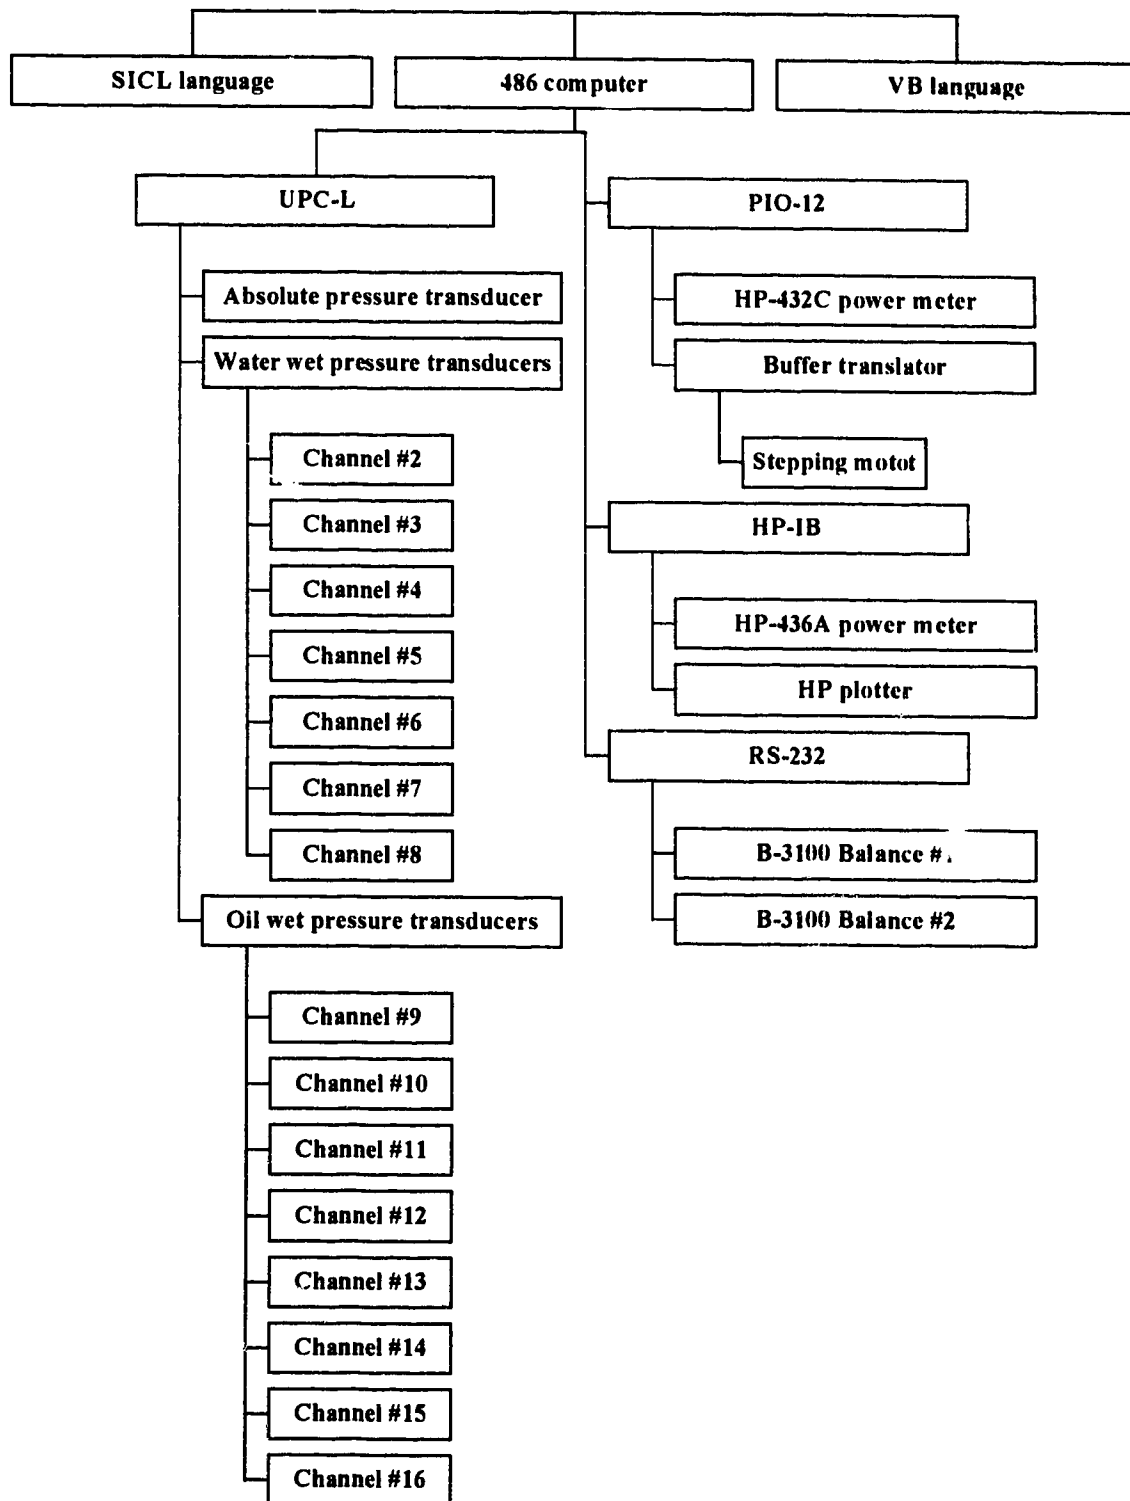 SICL language
486 computer
VB language
UPC-L
Absolute pressure transducer
Water wet pressure transducers
Channel #2
Channel #3
Channel #4
Channel #5
Channel #6
Channel #7
Channel #8
Oil wet pressure transducers
Channel #9
Channel #10
Channel #11
Channel #12
Channel #13
Channel #14
Channel #15
Channel #16
PIO-12
HP-432C power meter
Buffer translator
Stepping motot
HP-IB
HP-436A power meter
HP plotter
RS-232
B-3100 Balance #
B-3100 Balance #2